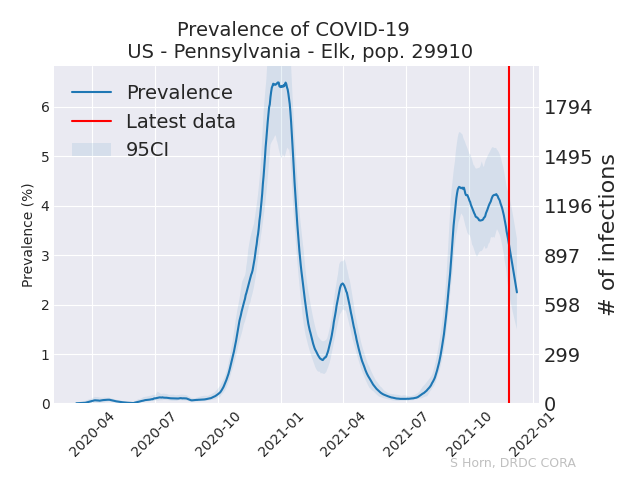 Prevalence of COVID-19
US - Pennsylvania - Elk, pop. 29910
Prevalence
Latest data
95CI
Prevalence (%)
6
5
4
3
2
1
0
1794
1495
1196
897
598
299
0
# of infections
2020-04
2020-07
2020-10
2021-01
2021-04
2021-07
2021-10
2022-01
S Horn, DRDC CORA